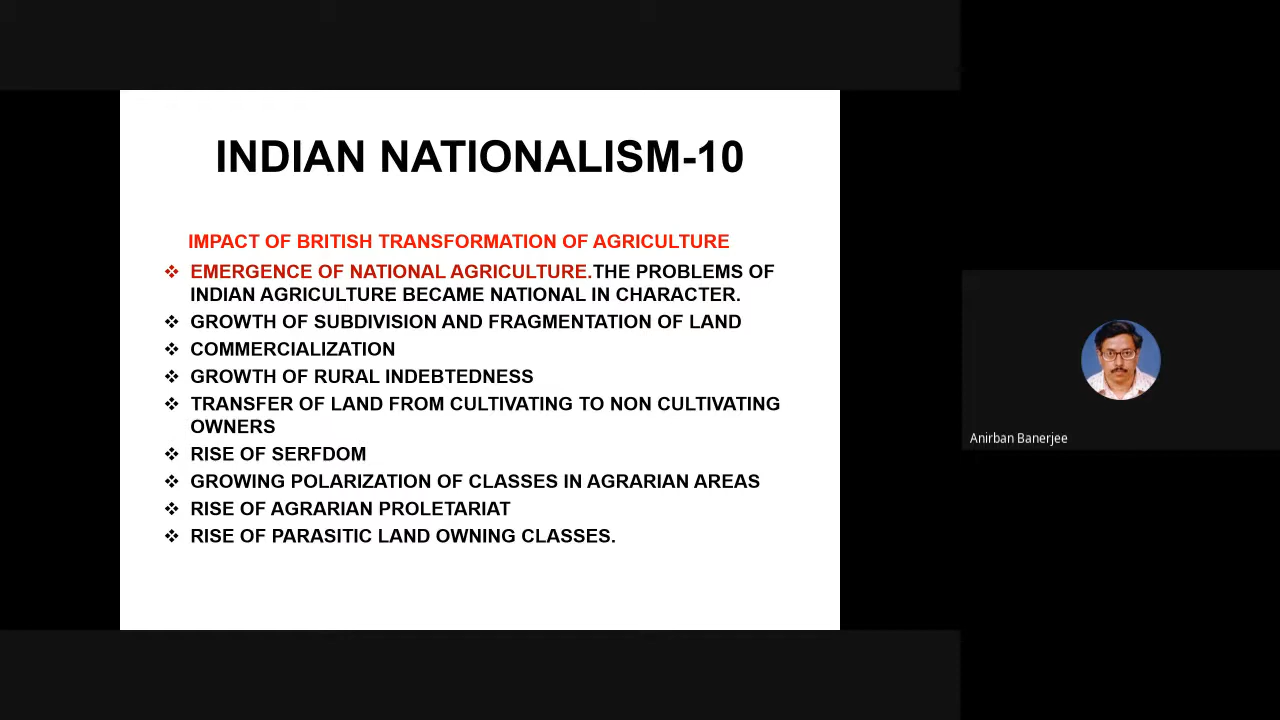 INDIAN NATIONALISM-10
IMPACT OF BRITISH TRANSFORMATION OF AGRICULTURE
❖ EMERGENCE OF NATIONAL AGRICULTURE.THE PROBLEMS OF
INDIAN AGRICULTURE BECAME NATIONAL IN CHARACTER.
❖ GROWTH OF SUBDIVISION AND FRAGMENTATION OF LAND
❖ COMMERCIALIZATION
❖ GROWTH OF RURAL INDEBTEDNESS
❖ TRANSFER OF LAND FROM CULTIVATING TO NON CULTIVATING
OWNERS
❖ RISE OF SERFDOM
❖ GROWING POLARIZATION OF CLASSES IN AGRARIAN AREAS
❖ RISE OF AGRARIAN PROLETARIAT
❖ RISE OF PARASITIC LAND OWNING CLASSES.
Anirban Banerjee